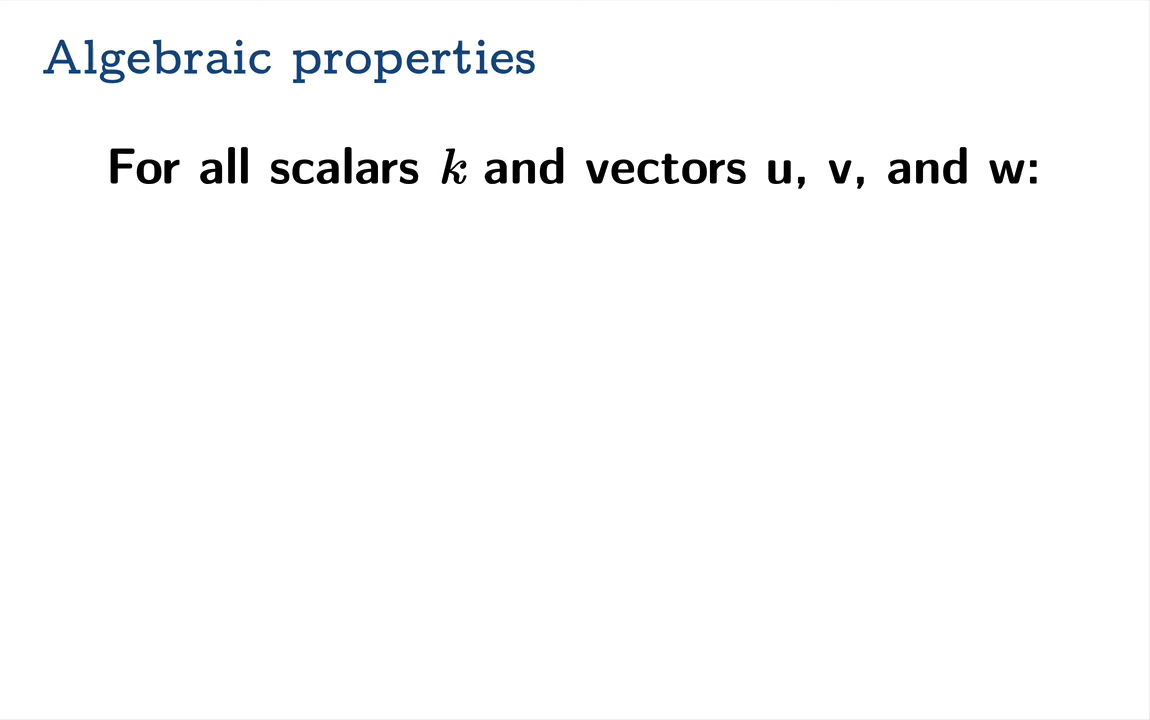 Algebraic properties
For all scalars k and vectors u, v, and w: